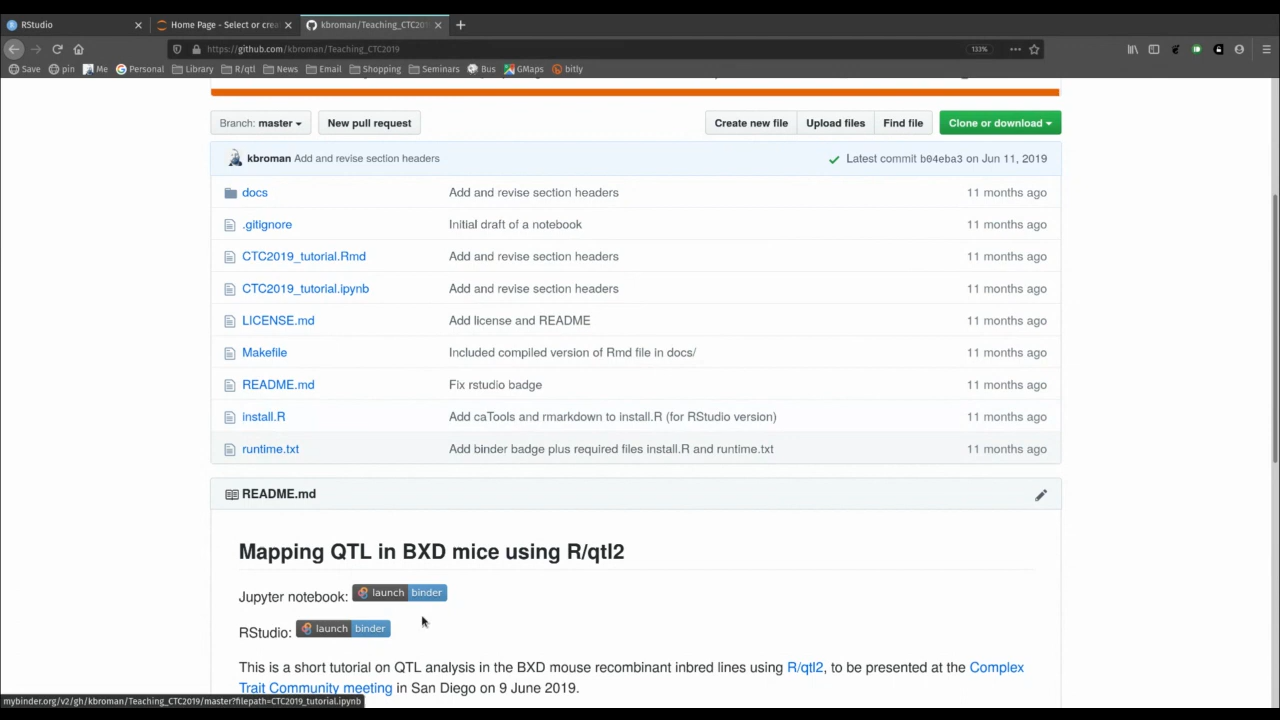 RStudio
Home Page - Select or crea
kbroman/Teaching_CTC201
https://github.com/kbroman/Teaching_CTC2019
133%
Save pin Me Personal Library R/qtl News Email Shopping Seminars Bus GMaps bitly
Branch: master New pull request Create new file Upload files Find file Clone or download
kbroman Add and revise section headers Latest commit b04eba3 on Jun 11, 2019
docs Add and revise section headers 11 months ago
.gitignore Initial draft of a notebook 11 months ago
CTC2019_tutorial.Rmd Add and revise section headers 11 months ago
CTC2019_tutorial.ipynb Add and revise section headers 11 months ago
LICENSE.md Add license and README 11 months ago
Makefile Included compiled version of Rmd file in docs/ 11 months ago
README.md Fix rstudio badge 11 months ago
install.R Add caTools and rmarkdown to install.R (for RStudio version) 11 months ago
runtime.txt Add binder badge plus required files install.R and runtime.txt 11 months ago
README.md
Mapping QTL in BXD mice using R/qtl2
Jupyter notebook: launch binder
RStudio: launch binder
This is a short tutorial on QTL analysis in the BXD mouse recombinant inbred lines using R/qtl2, to be presented at the Complex
Trait Community meeting in San Diego on 9 June 2019.
mybinder.org/v2/gh/kbroman/Teaching_CTC2019/master?filepath=CTC2019_tutorial.ipynb